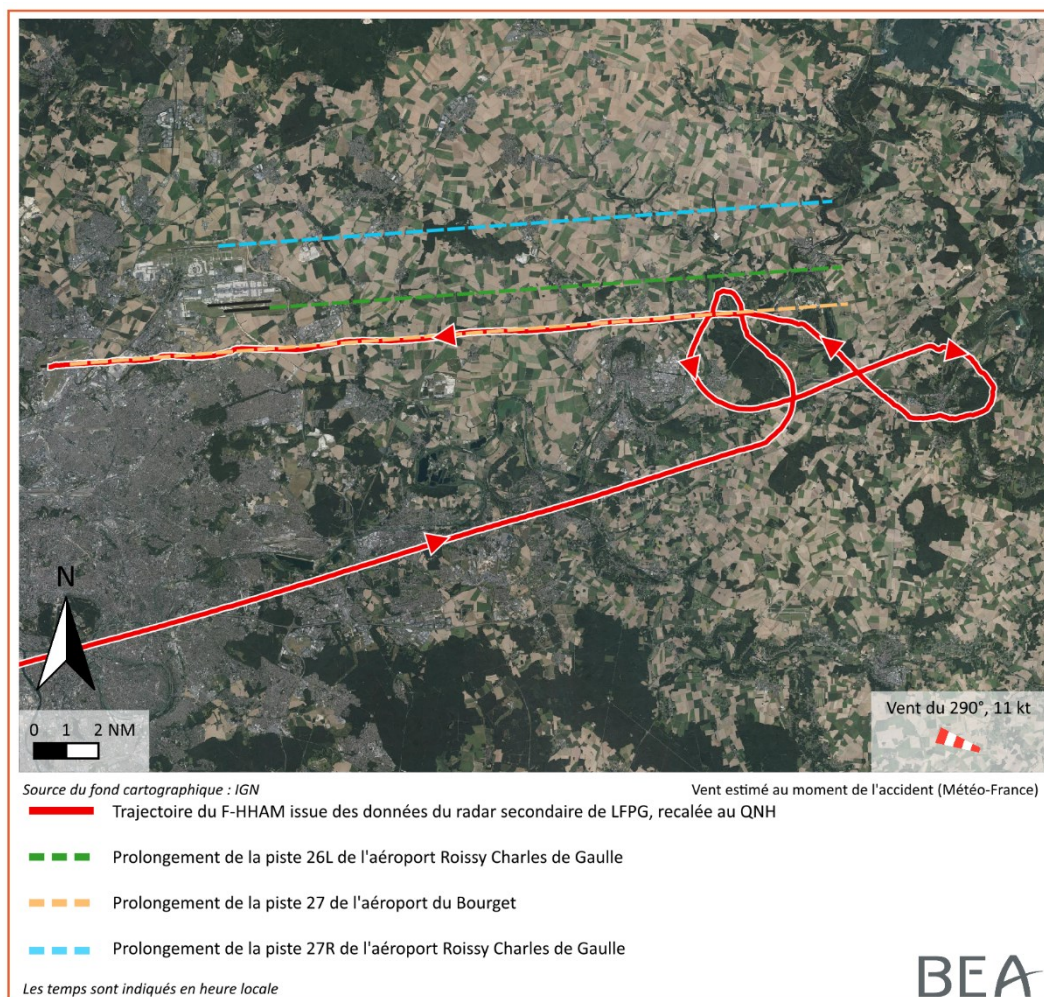 N
0 1 2 NM
Vent du 290°, 11 kt
Source du fond cartographique : IGN
Vent estimé au moment de l'accident (Météo-France)
Trajectoire du F-HHAM issue des données du radar secondaire de LFPG, recalée au QNH
Prolongement de la piste 26L de l'aéroport Roissy Charles de Gaulle
Prolongement de la piste 27 de l'aéroport du Bourget
Prolongement de la piste 27R de l'aéroport Roissy Charles de Gaulle
Les temps sont indiqués en heure locale
BEA